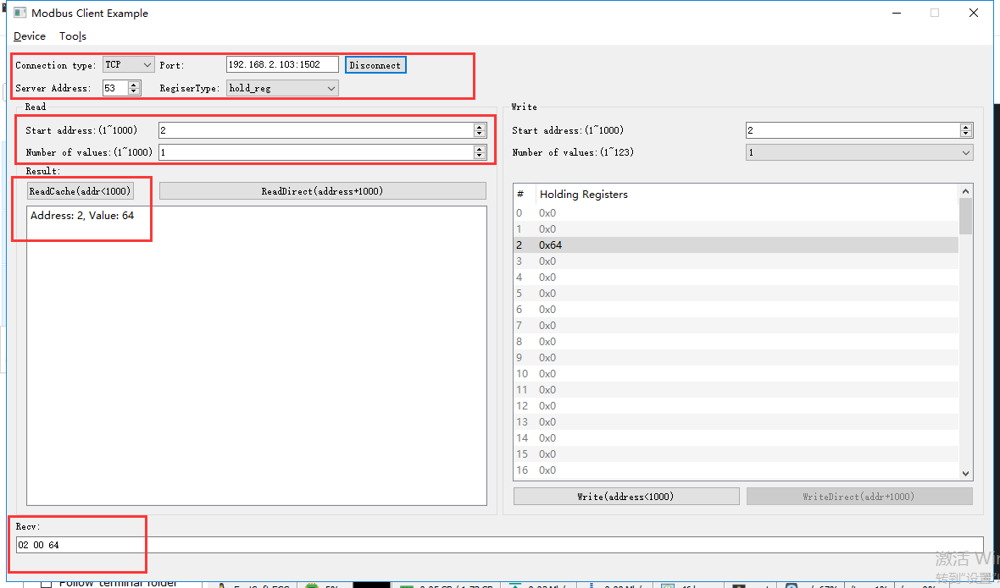 Modbus Client Example
Device Tools
Connection type: TCP Port: 192.168.2.103:1502 Disconnect
Server Address: 53 RegiserType: hold_reg
Read
Start address:(1~1000) 2
Number of values:(1~1000) 1
Result:
ReadCache(addr<1000) ReadDirect(address+1000)
Address: 2, Value: 64
Write
Start address:(1~1000) 2
Number of values:(1~123) 1
# Holding Registers
0 0x0
1 0x0
2 0x64
3 0x0
4 0x0
5 0x0
6 0x0
7 0x0
8 0x0
9 0x0
10 0x0
11 0x0
12 0x0
13 0x0
14 0x0
15 0x0
16 0x0
Write(address<1000) WriteDirect(addr+1000)
Recv:
02 00 64
激活 Wi
转到"设置"
Follow terminal folder